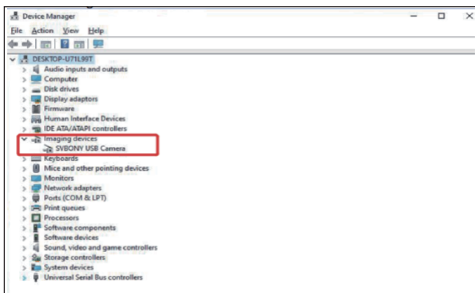 Device Manager
File Action View Help
DESKTOP-U71L99T
Audio inputs and outputs
Computer
Disk drives
Display adaptors
Firmware
Human Interface Devices
IDE ATA/ATAPI controllers
Imaging devices
SVBONY USB Camera
Keyboards
Mice and other pointing devices
Monitors
Network adapters
Ports (COM & LPT)
Print queues
Processors
Software components
Software devices
Sound, video and game controllers
Storage controllers
System devices
Universal Serial Bus controllers